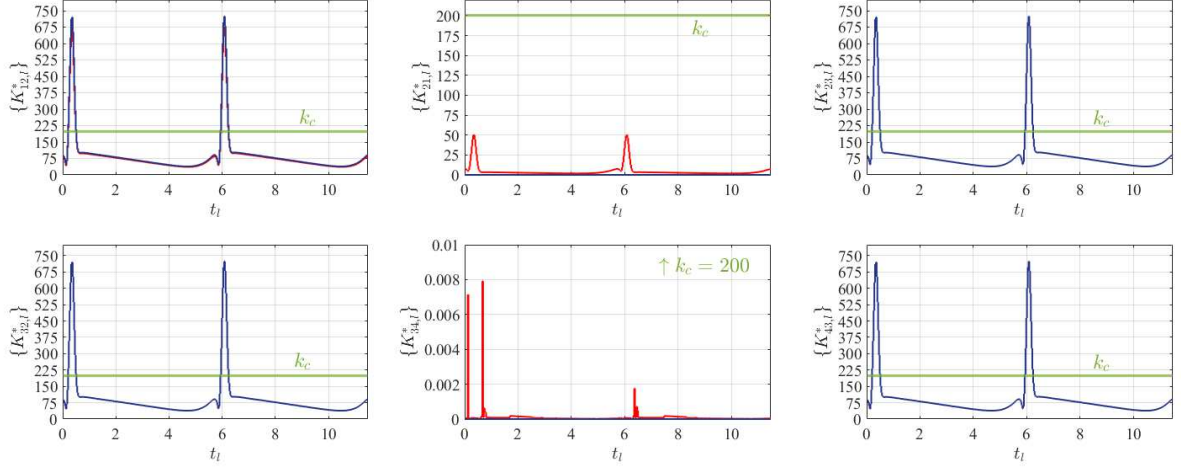 750
675
600
525
450
375
300
225
150
75
0
{K*₁₂,ₗ}
k_c
0 2 4 6 8 10
t_l
200
175
150
125
100
75
50
25
0
{K*₂₁,ₗ}
k_c
0 2 4 6 8 10
t_l
750
675
600
525
450
375
300
225
150
75
0
{K*₂₃,ₗ}
k_c
0 2 4 6 8 10
t_l
750
675
600
525
450
375
300
225
150
75
0
{K*₃₂,ₗ}
k_c
0 2 4 6 8 10
t_l
0.01
0.008
0.006
0.004
0.002
0
{K*₃₄,ₗ}
↑ k_c = 200
0 2 4 6 8 10
t_l
750
675
600
525
450
375
300
225
150
75
0
{K*₄₃,ₗ}
k_c
0 2 4 6 8 10
t_l